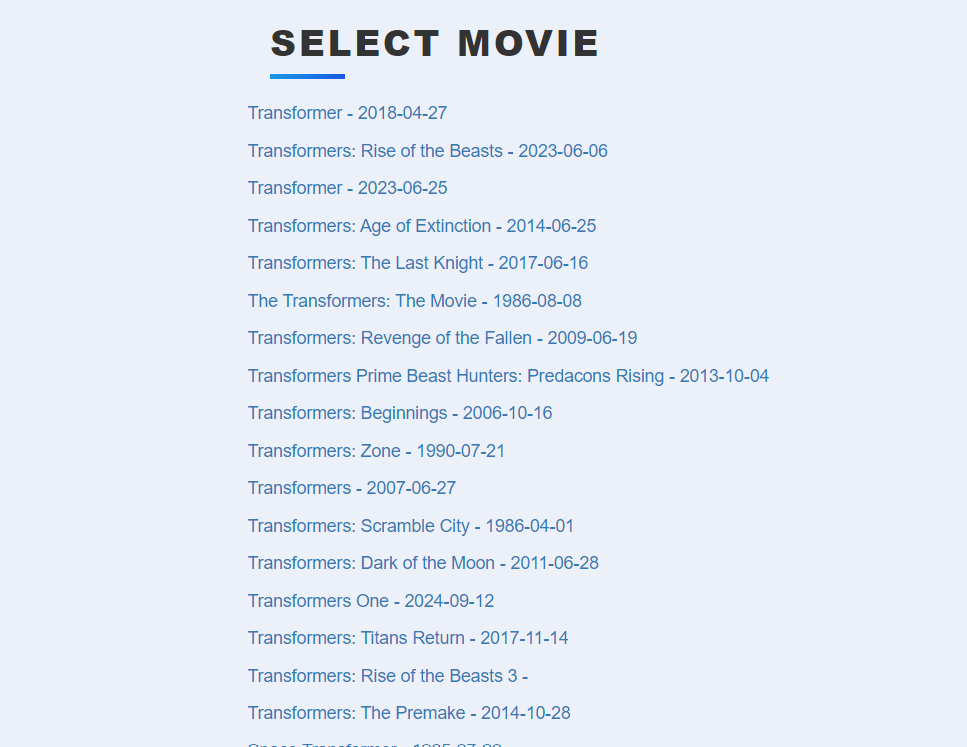 SELECT MOVIE
Transformer - 2018-04-27
Transformers: Rise of the Beasts - 2023-06-06
Transformer - 2023-06-25
Transformers: Age of Extinction - 2014-06-25
Transformers: The Last Knight - 2017-06-16
The Transformers: The Movie - 1986-08-08
Transformers: Revenge of the Fallen - 2009-06-19
Transformers Prime Beast Hunters: Predacons Rising - 2013-10-04
Transformers: Beginnings - 2006-10-16
Transformers: Zone - 1990-07-21
Transformers - 2007-06-27
Transformers: Scramble City - 1986-04-01
Transformers: Dark of the Moon - 2011-06-28
Transformers One - 2024-09-12
Transformers: Titans Return - 2017-11-14
Transformers: Rise of the Beasts 3 -
Transformers: The Premake - 2014-10-28
Space Transformer -